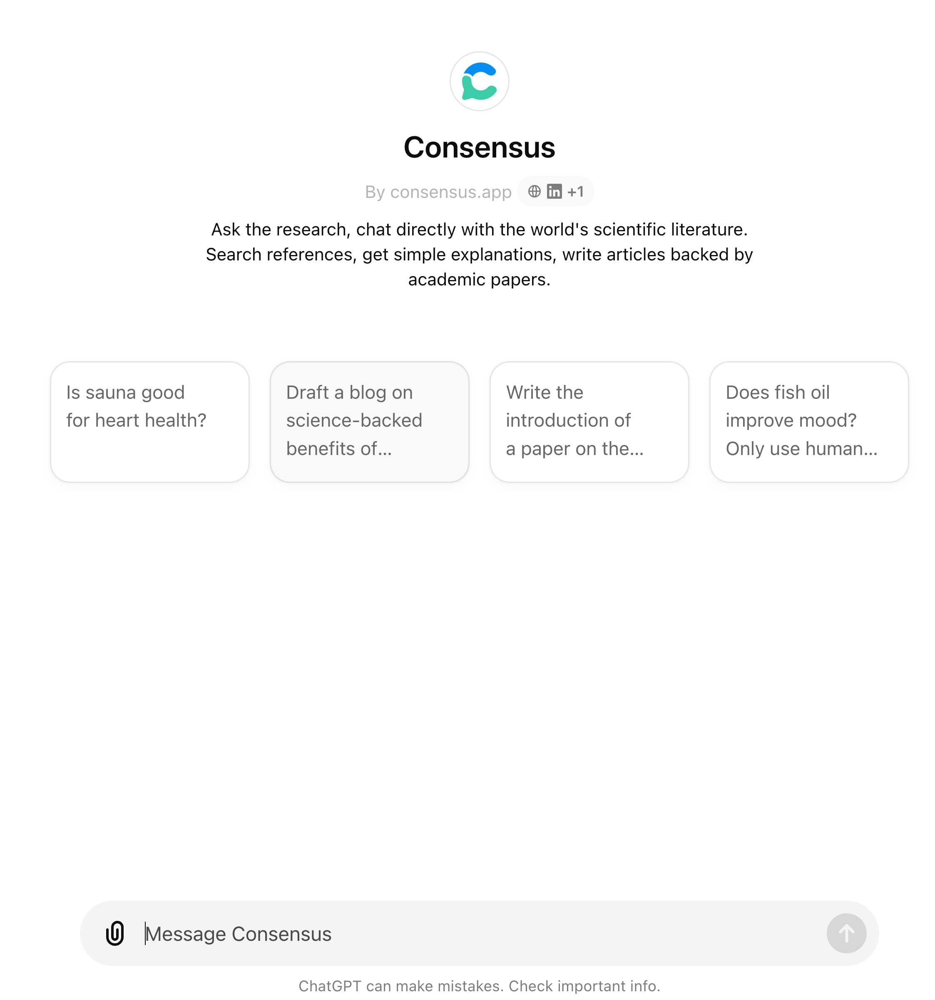 Consensus
By consensus.app in +1
Ask the research, chat directly with the world's scientific literature.
Search references, get simple explanations, write articles backed by
academic papers.
Is sauna good
for heart health?
Draft a blog on
science-backed
benefits of...
Write the
introduction of
a paper on the...
Does fish oil
improve mood?
Only use human...
Message Consensus
ChatGPT can make mistakes. Check important info.